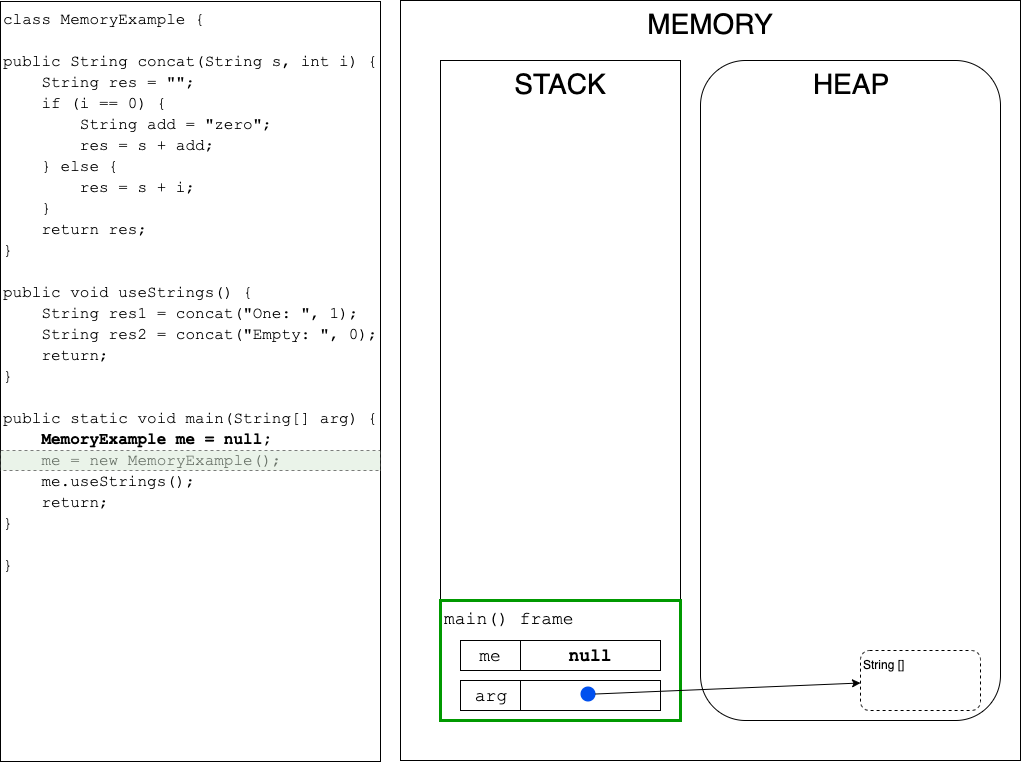 class MemoryExample {
public String concat(String s, int i) {
    String res = "";
    if (i == 0) {
        String add = "zero";
        res = s + add;
    } else {
        res = s + i;
    }
    return res;
}
public void useStrings() {
    String res1 = concat("One: ", 1);
    String res2 = concat("Empty: ", 0);
    return;
}
public static void main(String[] arg) {
    MemoryExample me = null;
    me = new MemoryExample();
    me.useStrings();
    return;
}
}
MEMORY
STACK
HEAP
main() frame
me
null
arg
String []